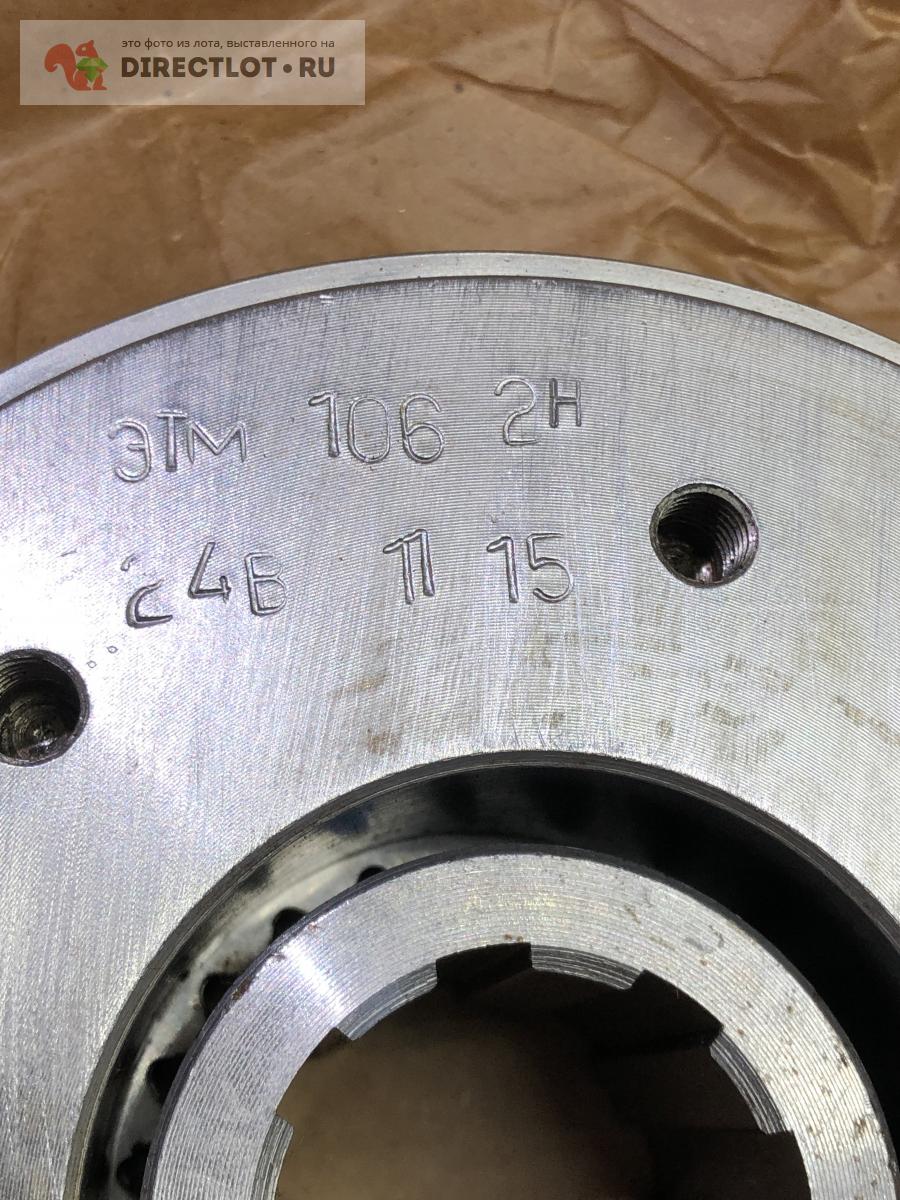 это фото из лота, выставленного на
DIRECTLOT•RU
ЭТМ 106 2Н
24В 11 15